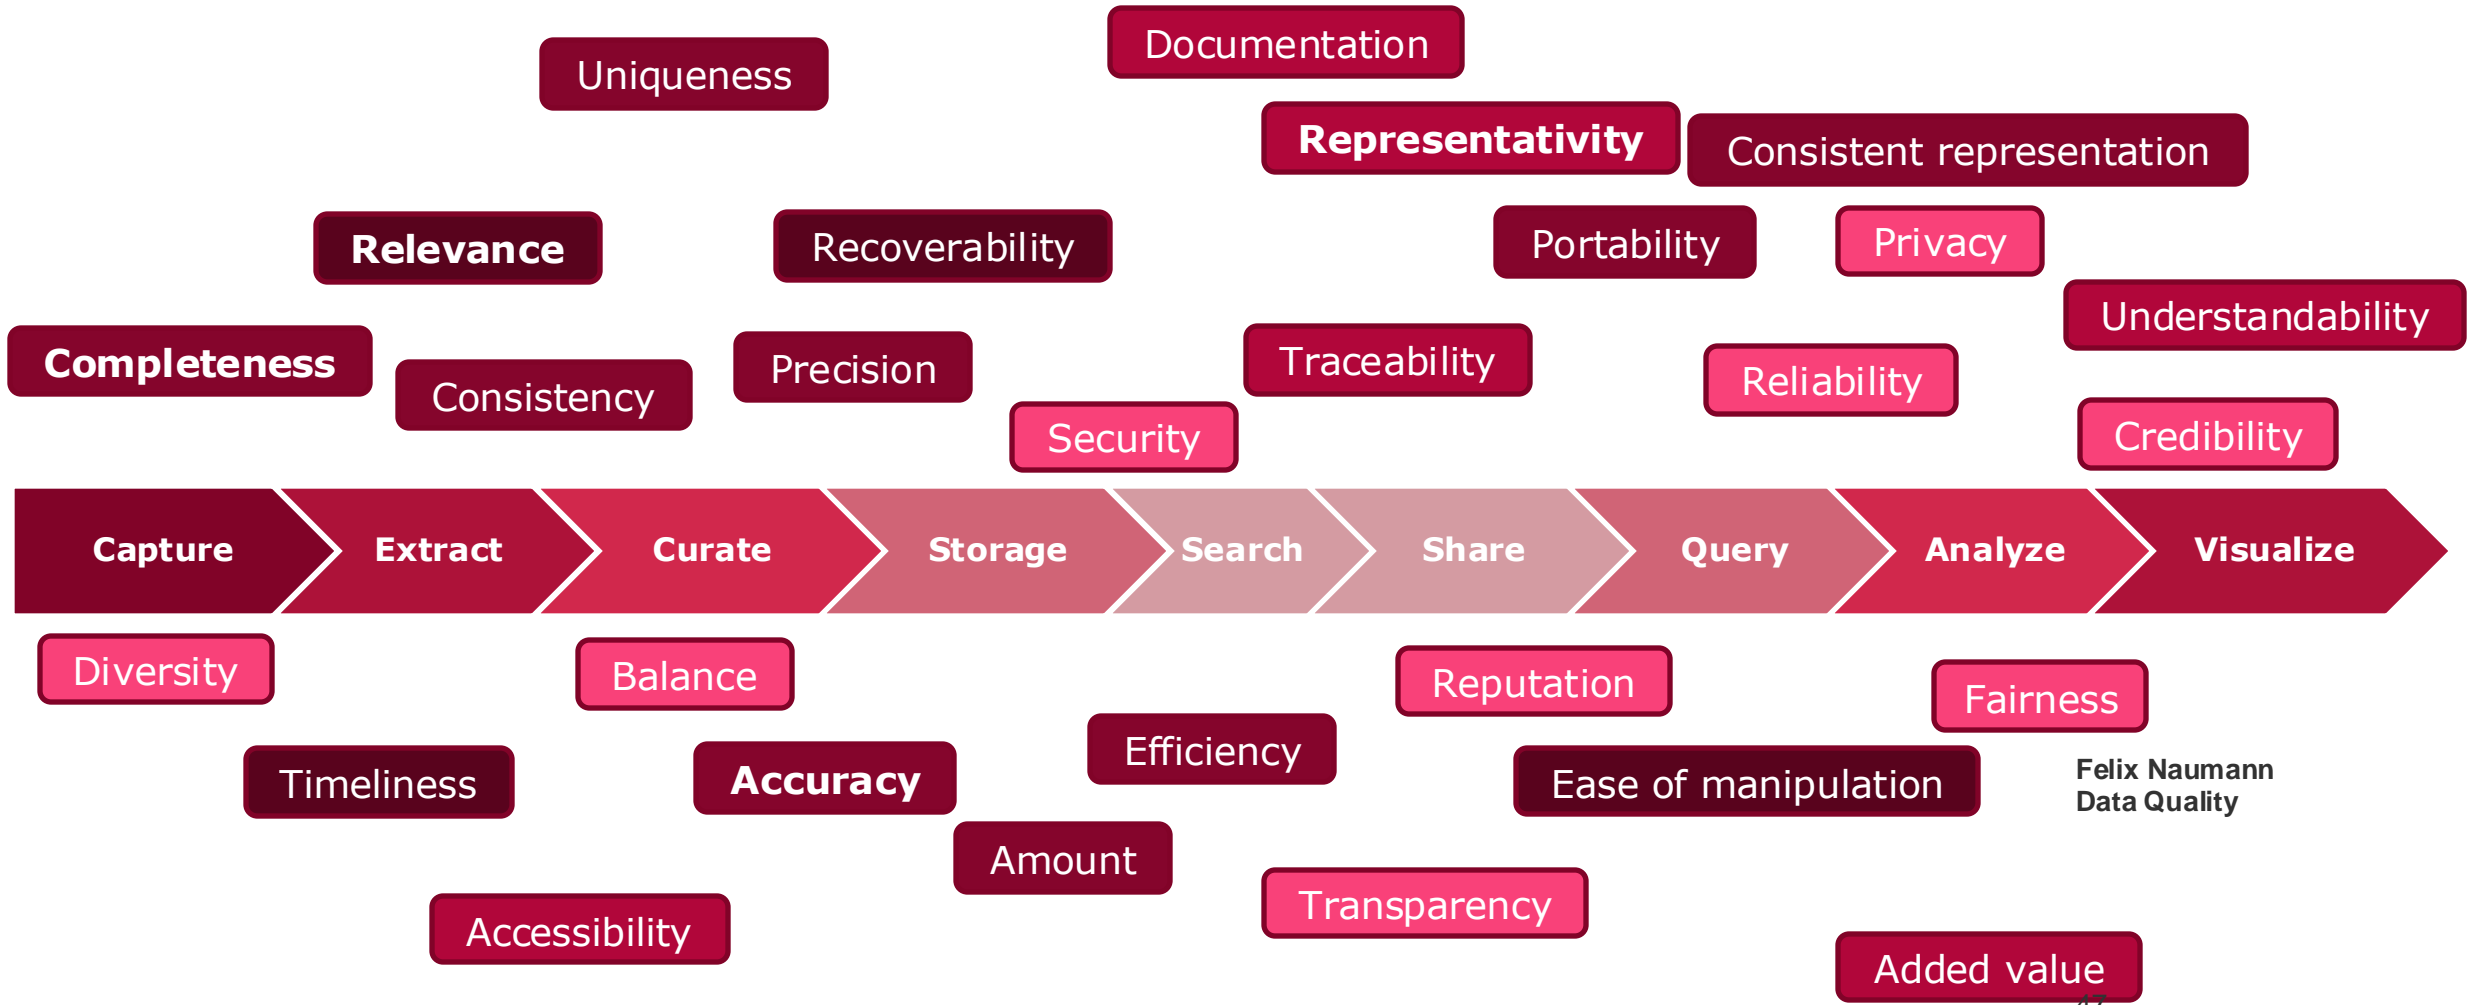 Documentation
Uniqueness
Representativity
Consistent representation
Relevance
Recoverability
Portability
Privacy
Understandability
Completeness
Consistency
Precision
Traceability
Reliability
Security
Credibility
Capture
Extract
Curate
Storage
Search
Share
Query
Analyze
Visualize
Diversity
Balance
Reputation
Fairness
Timeliness
Accuracy
Efficiency
Ease of manipulation
Felix Naumann
Data Quality
Amount
Accessibility
Transparency
Added value